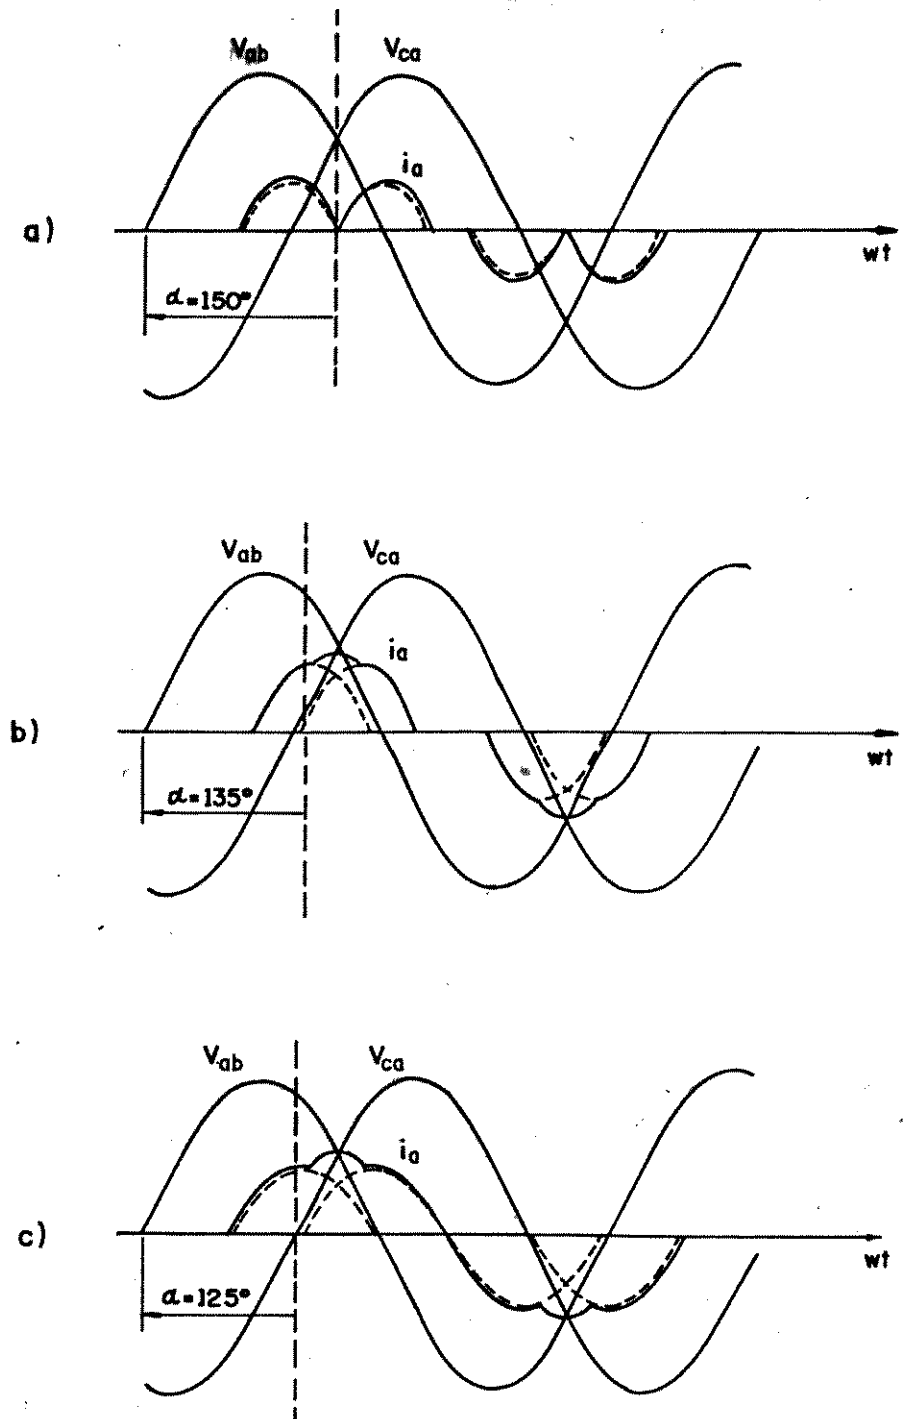 Vab
Vca
ia
a)
wt
α=150°
Vab
Vca
ia
b)
wt
α=135°
Vab
Vca
ia
c)
wt
α=125°